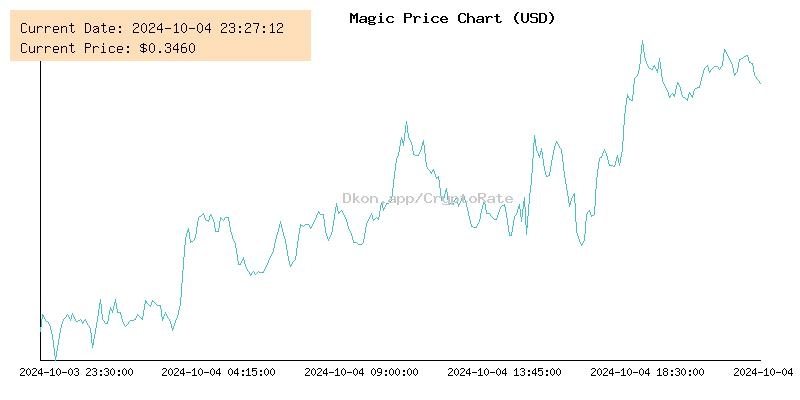 Magic Price Chart (USD)
Current Date: 2024-10-04 23:27:12
Current Price: $0.3460
Dkon.app/CryptoRate
2024-10-03 23:30:00 2024-10-04 04:15:00 2024-10-04 09:00:00 2024-10-04 13:45:00 2024-10-04 18:30:00 2024-10-04